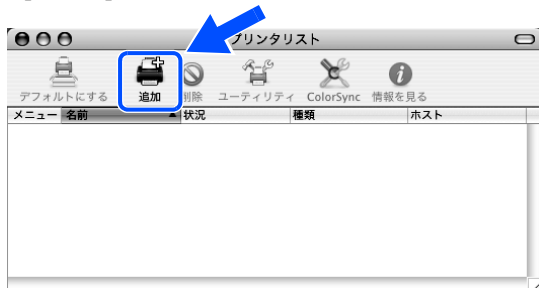 プリンタリスト
デフォルトにする 追加 削除 ユーティリティ ColorSync 情報を見る
メニュー 名前 状況 種類 ホスト